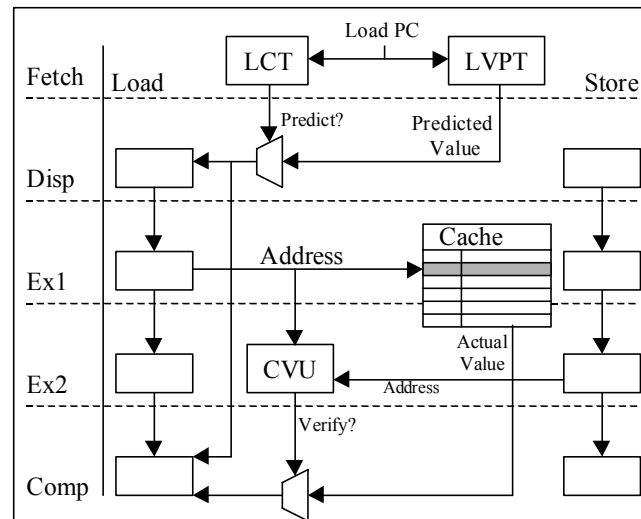 Load PC
LCT
LVPT
Fetch
Load
Store
Predict?
Predicted
Value
Disp
Cache
Address
Ex1
Actual
Value
CVU
Address
Ex2
Verify?
Comp